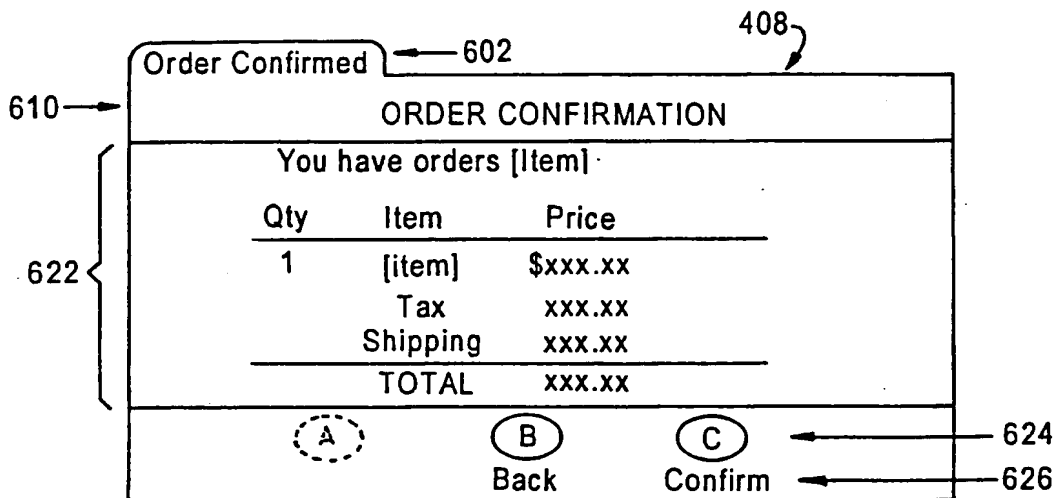 408
Order Confirmed 602
610 ORDER CONFIRMATION
You have orders [Item]
Qty Item Price
1 [item] $xxx.xx
622
Tax xxx.xx
Shipping xxx.xx
TOTAL xxx.xx
A B C 624
Back Confirm 626